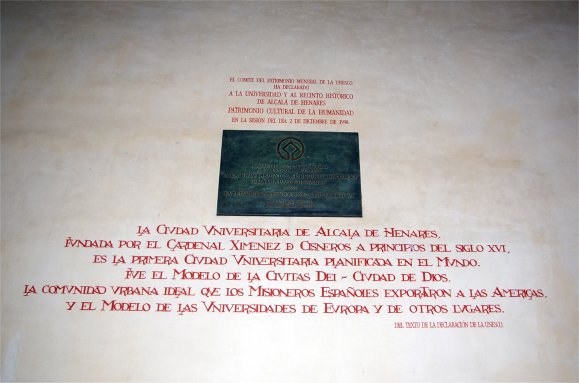 EL COMITE DEL PATRIMONIO MUNDIAL DE LA UNESCO
HA DECLARADO
A LA UNIVERSIDAD Y AL RECINTO HISTÓRICO
DE ALCALÁ DE HENARES
PATRIMONIO CULTURAL DE LA HUMANIDAD
EN LA SESIÓN DEL DIA 2 DE DICIEMBRE DE 1998.
LA CIVDAD VNIVERSITARIA DE ALCALA DE HENARES,
FVNDADA POR EL CARDENAL XIMENEZ D CISNEROS A PRINCIPIOS DEL SIGLO XVI,
ES LA PRIMERA CIVDAD VNIVERSITARIA PLANIFICADA EN EL MVNDO.
FVE EL MODELO DE LA CIVITAS DEI - CIVDAD DE DIOS,
LA COMVNIDAD VRBANA IDEAL QVE LOS MISIONEROS ESPAÑOLES EXPORTARON A LAS AMERICAS,
Y EL MODELO DE LAS VNIVERSIDADES DE EVROPA Y DE OTROS LVGARES.
DEL TEXTO DE LA DECLARACION DE LA UNESCO.